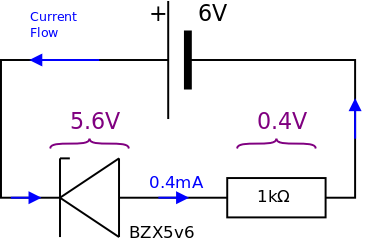 Current
Flow
+
6V
5.6V
0.4V
0.4mA
1kΩ
BZX5v6